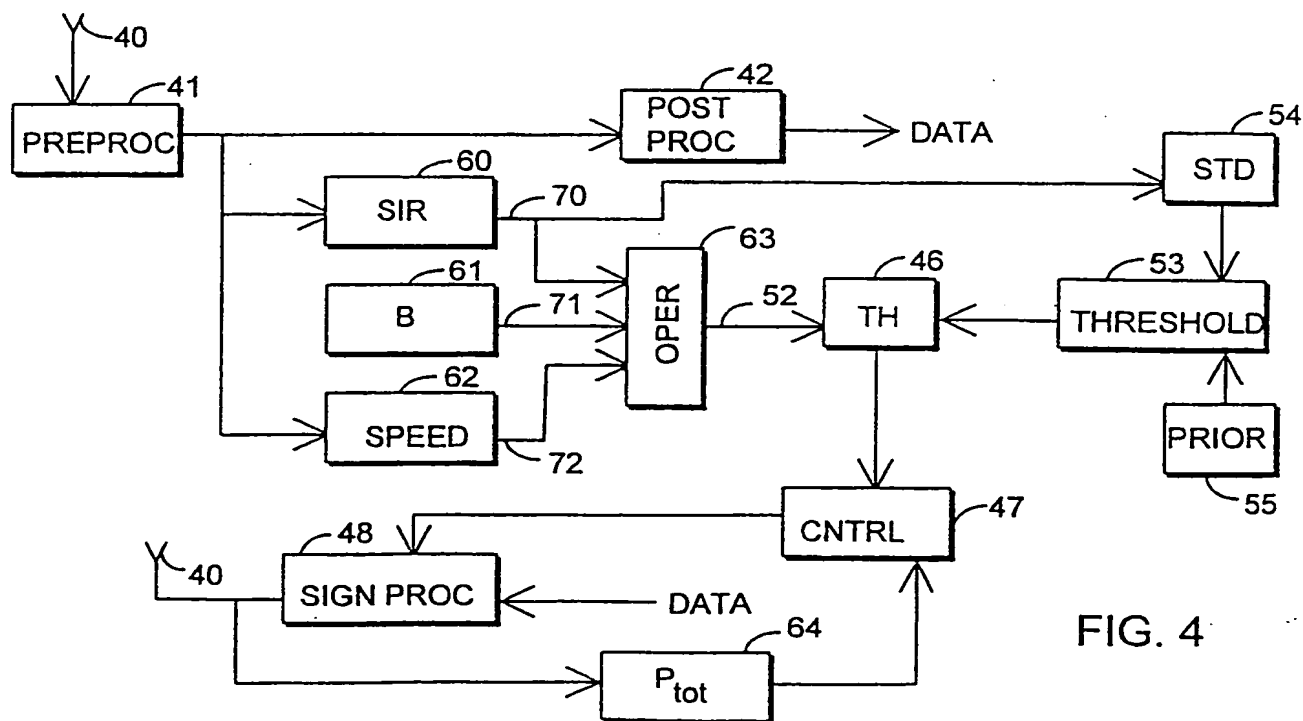 40
41
PREPROC
42
POST
PROC
DATA
54
STD
60
SIR
70
63
OPER
61
B
71
52
46
TH
53
THRESHOLD
62
SPEED
72
PRIOR
55
CNTRL
47
40
48
SIGN PROC
DATA
64
Ptot
FIG. 4